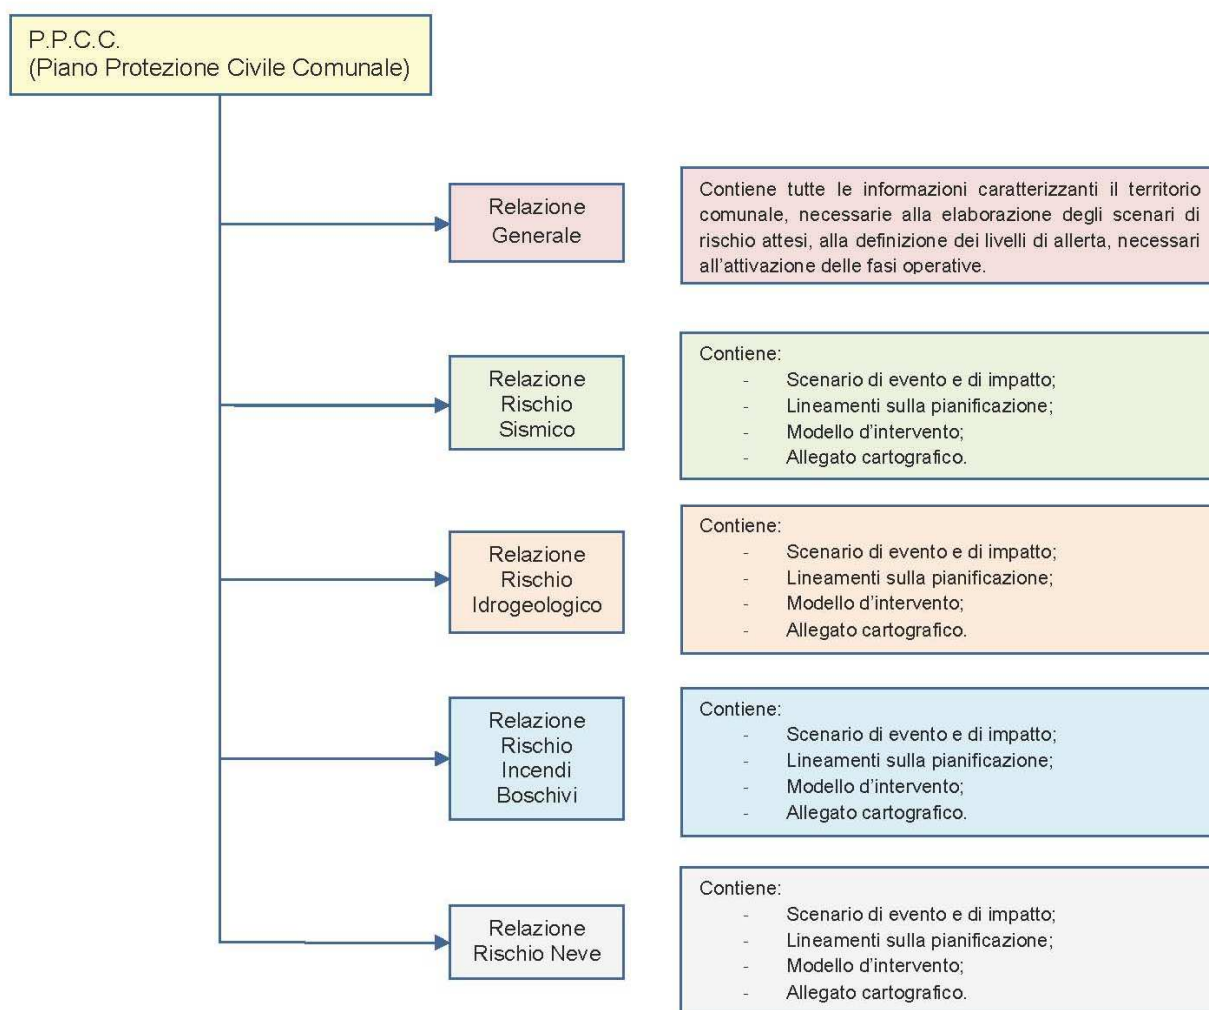 P.P.C.C.
(Piano Protezione Civile Comunale)
Relazione
Generale
Contiene tutte le informazioni caratterizzanti il territorio
comunale, necessarie alla elaborazione degli scenari di
rischio attesi, alla definizione dei livelli di allerta, necessari
all'attivazione delle fasi operative.
Relazione
Rischio
Sismico
Contiene:
- Scenario di evento e di impatto;
- Lineamenti sulla pianificazione;
- Modello d'intervento;
- Allegato cartografico.
Relazione
Rischio
Idrogeologico
Contiene:
- Scenario di evento e di impatto;
- Lineamenti sulla pianificazione;
- Modello d'intervento;
- Allegato cartografico.
Relazione
Rischio
Incendi
Boschivi
Contiene:
- Scenario di evento e di impatto;
- Lineamenti sulla pianificazione;
- Modello d'intervento;
- Allegato cartografico.
Relazione
Rischio Neve
Contiene:
- Scenario di evento e di impatto;
- Lineamenti sulla pianificazione;
- Modello d'intervento;
- Allegato cartografico.